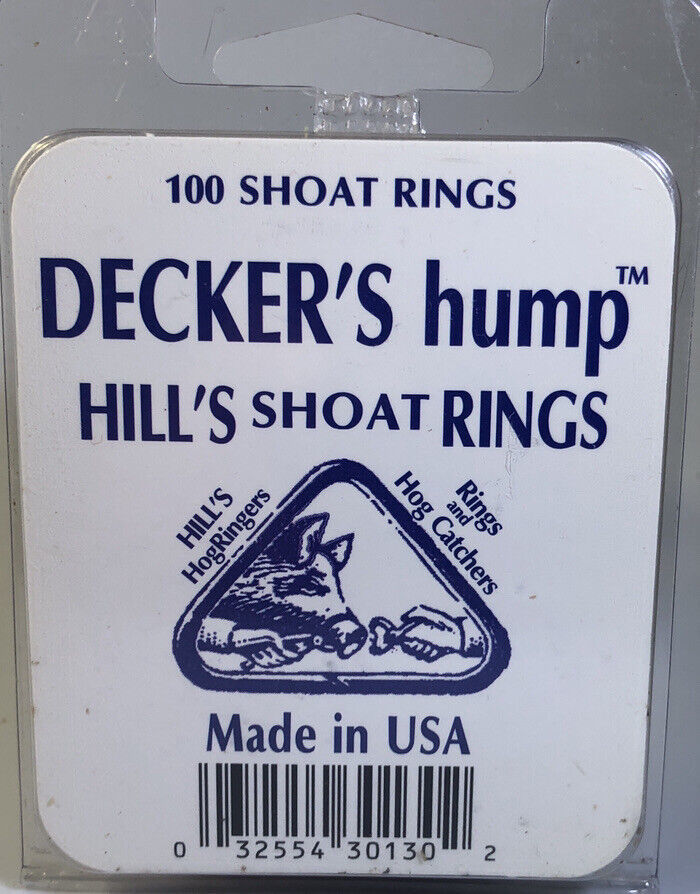 100 SHOAT RINGS
DECKER'S hump™
HILL'S SHOAT RINGS
HILL'S
HogRingers
Rings
and
Hog Catchers
Made in USA
0 32554 30130 2